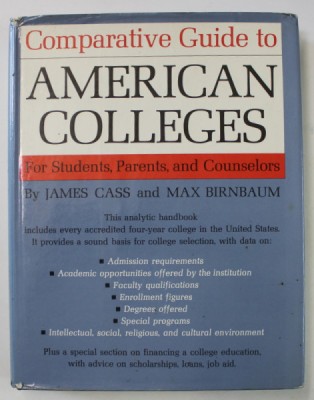 Comparative Guide to
AMERICAN
COLLEGES
For Students, Parents, and Counselors
By JAMES CASS and MAX BIRNBAUM
This analytic handbook
includes every accredited four-year college in the United States.
It provides a sound basis for college selection, with data on:
▪ Admission requirements
▪ Academic opportunities offered by the institution
▪ Faculty qualifications
▪ Enrollment figures
▪ Degrees offered
▪ Special programs
▪ Intellectual, social, religious, and cultural environment
Plus a special section on financing a college education,
with advice on scholarships, loans, job aid.